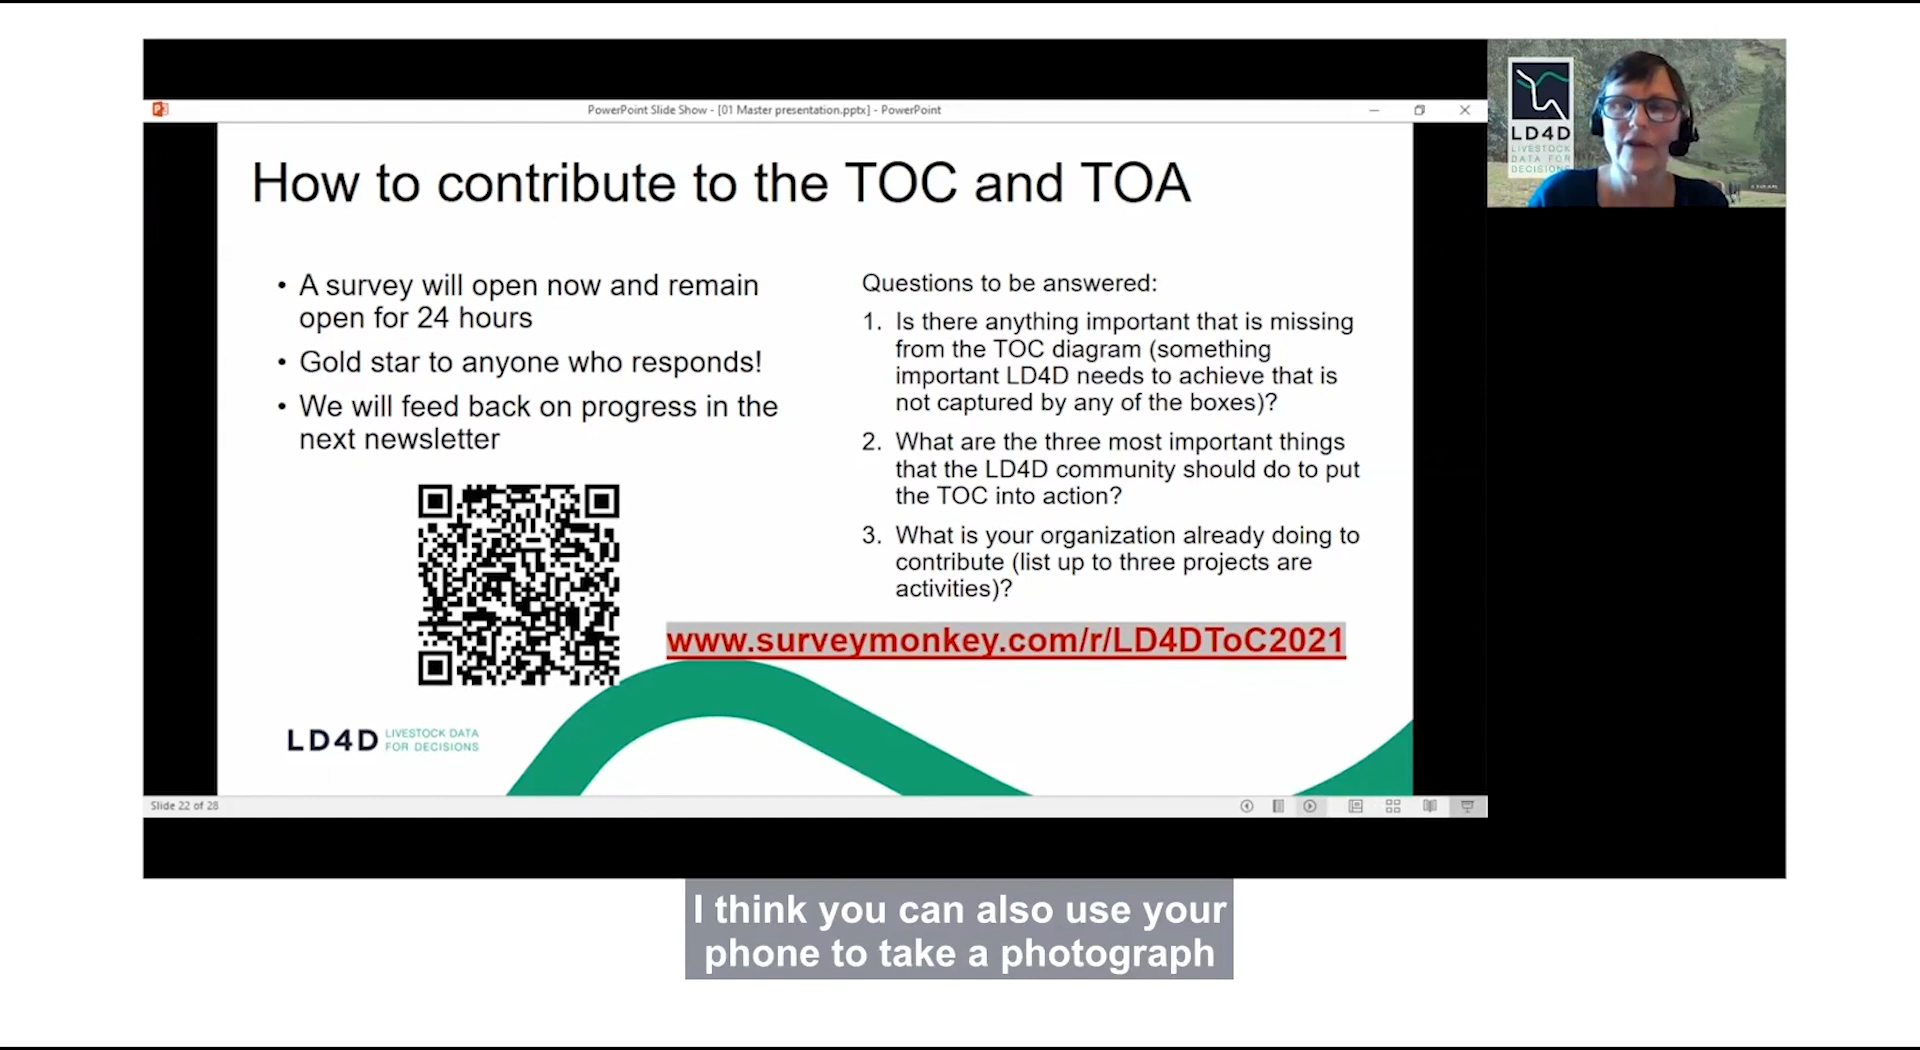 PowerPoint Slide Show - [01 Master presentation.pptx] - PowerPoint
LD4D
LIVESTOCK
DATA FOR
DECISIONS
How to contribute to the TOC and TOA
• A survey will open now and remain
open for 24 hours
• Gold star to anyone who responds!
• We will feed back on progress in the
next newsletter
Questions to be answered:
1. Is there anything important that is missing
from the TOC diagram (something
important LD4D needs to achieve that is
not captured by any of the boxes)?
2. What are the three most important things
that the LD4D community should do to put
the TOC into action?
3. What is your organization already doing to
contribute (list up to three projects are
activities)?
www.surveymonkey.com/r/LD4DToC2021
LD4D LIVESTOCK DATA
FOR DECISIONS
Slide 22 of 28
I think you can also use your
phone to take a photograph